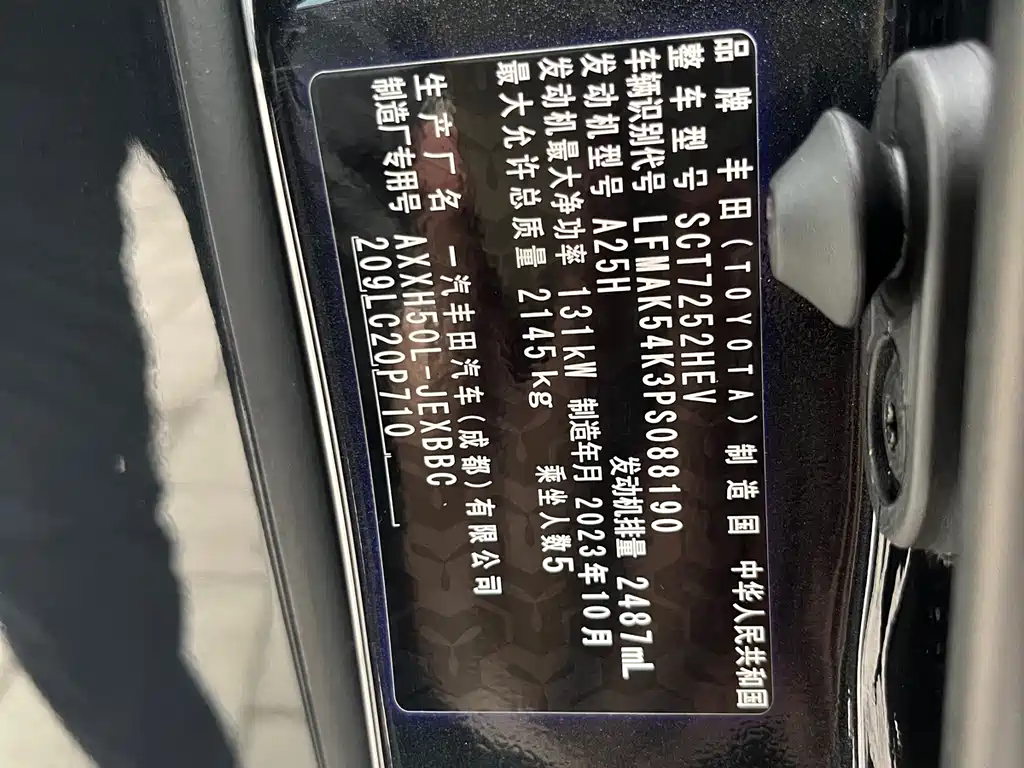 品牌 丰田(TOYOTA) 制造国 中华人民共和国
整车型号 SCT7252HEV
车辆识别代号 LFMAK54K3PS088190
发动机型号 A25H 发动机排量 2487mL
发动机最大净功率 131kW 制造年月 2023年10月
最大允许总质量 2145kg 乘坐人数 5
生产厂名 一汽丰田汽车(成都)有限公司
制造厂专用号 AXXH50L-JEXBBC
209LC20P710